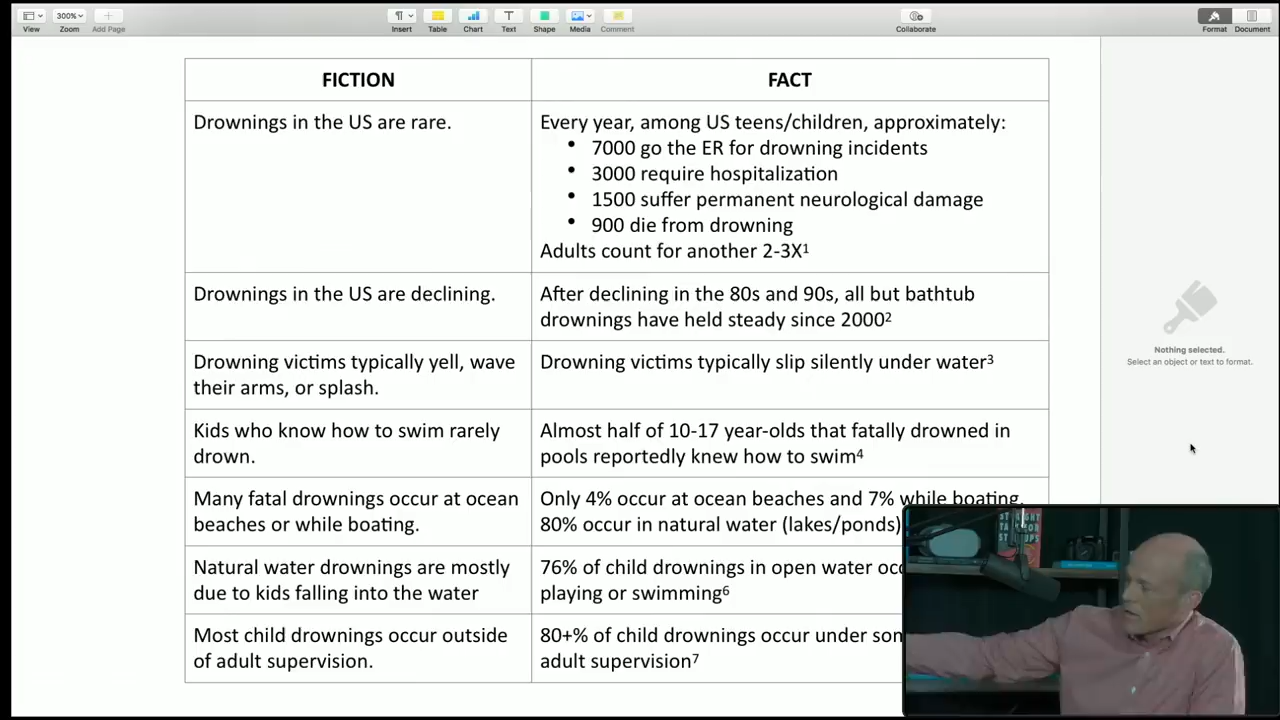 View
300%
Zoom
Add Page
Insert
Table
Chart
Text
Shape
Media
Comment
Collaborate
Format
Document
FICTION
FACT
Drownings in the US are rare.
Every year, among US teens/children, approximately:
• 7000 go the ER for drowning incidents
• 3000 require hospitalization
• 1500 suffer permanent neurological damage
• 900 die from drowning
Adults count for another 2-3X¹
Drownings in the US are declining.
After declining in the 80s and 90s, all but bathtub
drownings have held steady since 2000²
Drowning victims typically yell, wave
their arms, or splash.
Drowning victims typically slip silently under water³
Kids who know how to swim rarely
drown.
Almost half of 10-17 year-olds that fatally drowned in
pools reportedly knew how to swim⁴
Many fatal drownings occur at ocean
beaches or while boating.
Only 4% occur at ocean beaches and 7% while boating.
80% occur in natural water (lakes/ponds)
Natural water drownings are mostly
due to kids falling into the water
76% of child drownings in open water
playing or swimming⁶
Most child drownings occur outside
of adult supervision.
80+% of child drownings occur under
adult supervision⁷
Nothing selected.
Select an object or text to format.